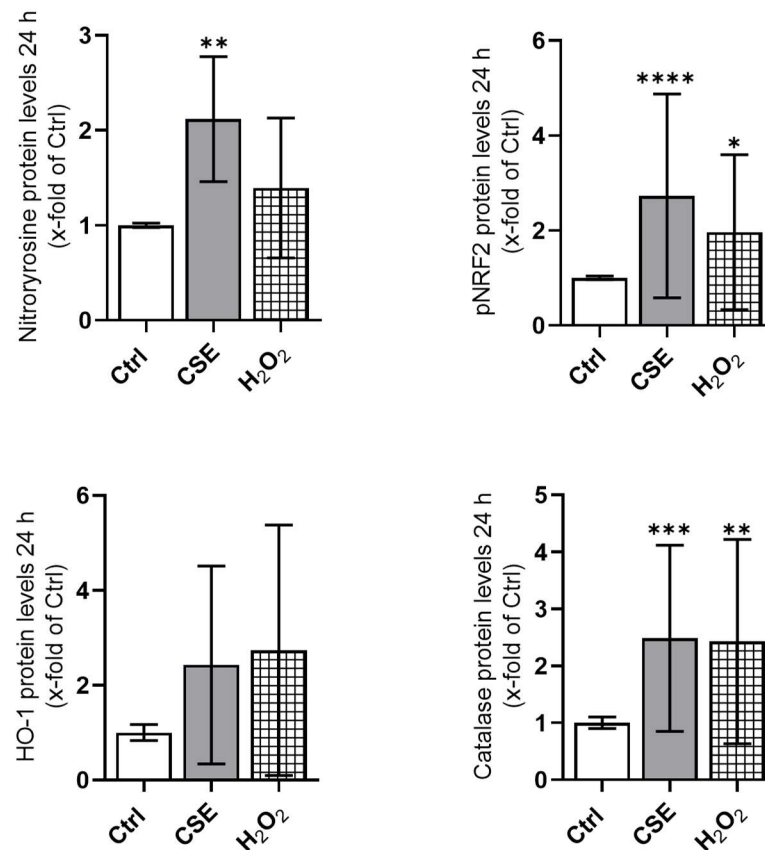 Nitroryrosine protein levels 24 h
(x-fold of Ctrl)
3
2
1
0
**
Ctrl
CSE
H₂O₂
pNRF2 protein levels 24 h
(x-fold of Ctrl)
6
4
2
0
****
*
Ctrl
CSE
H₂O₂
HO-1 protein levels 24 h
(x-fold of Ctrl)
6
4
2
0
Ctrl
CSE
H₂O₂
Catalase protein levels 24 h
(x-fold of Ctrl)
5
4
3
2
1
0
***
**
Ctrl
CSE
H₂O₂